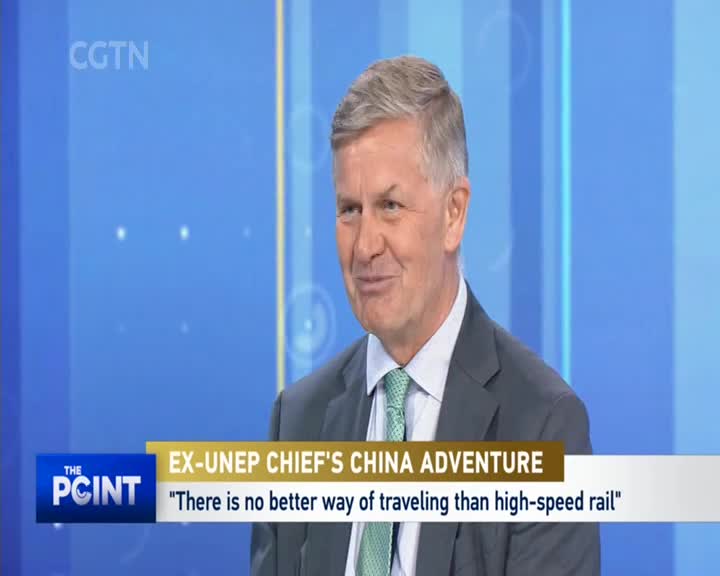 CGTN
EX-UNEP CHIEF'S CHINA ADVENTURE
THE
POINT
"There is no better way of traveling than high-speed rail"